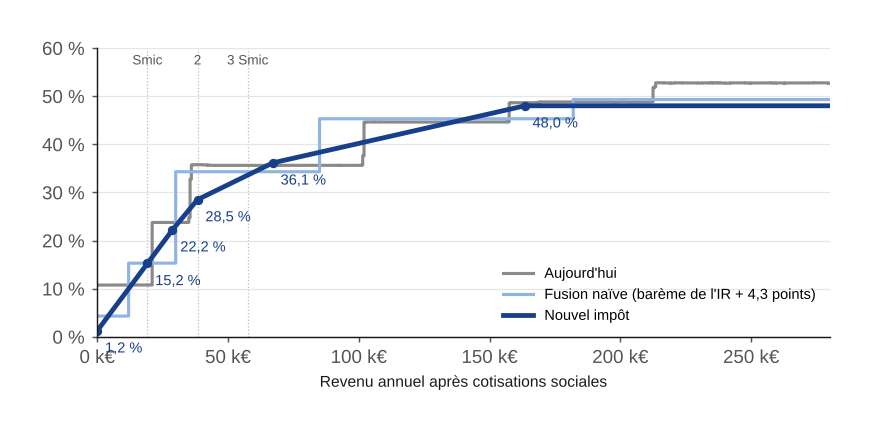 60 %
50 %
40 %
30 %
20 %
10 %
0 %
Smic
2
3 Smic
48,0 %
36,1 %
28,5 %
22,2 %
15,2 %
1,2 %
Aujourd'hui
Fusion naïve (barème de l'IR + 4,3 points)
Nouvel impôt
0 k€
50 k€
100 k€
150 k€
200 k€
250 k€
Revenu annuel après cotisations sociales